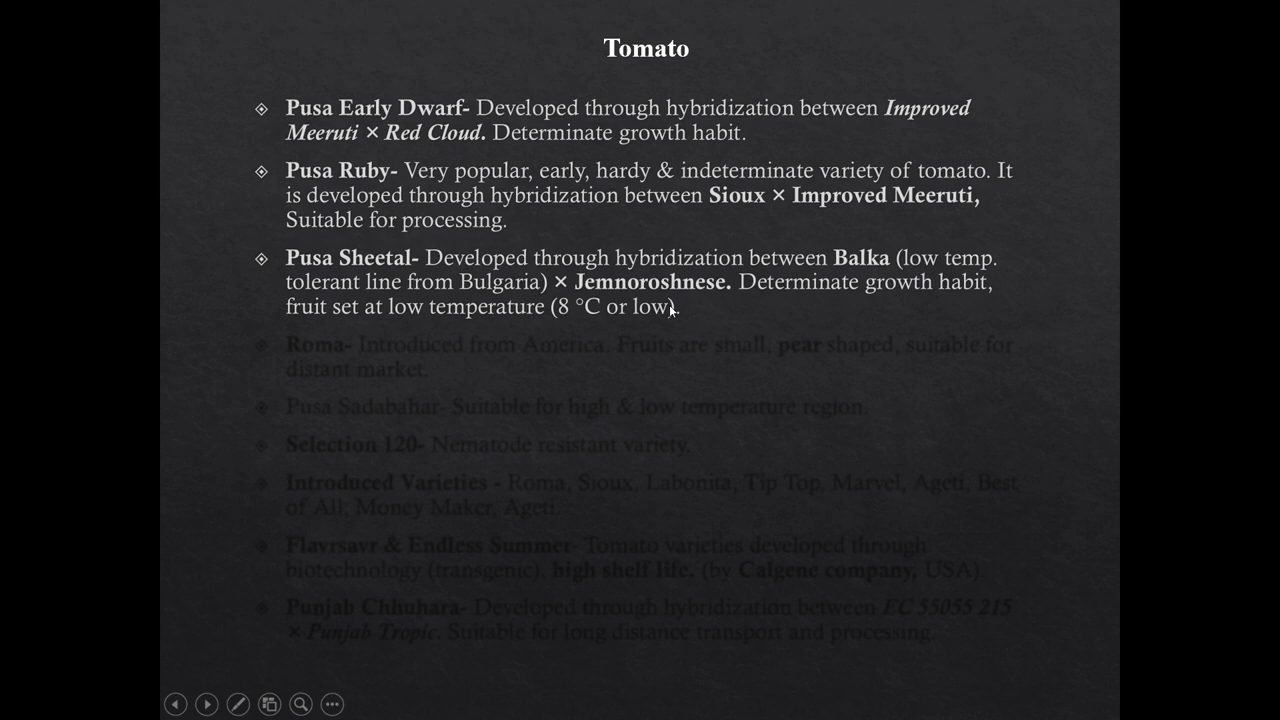 Tomato
Pusa Early Dwarf- Developed through hybridization between Improved
Meeruti × Red Cloud. Determinate growth habit.
Pusa Ruby- Very popular, early, hardy & indeterminate variety of tomato. It
is developed through hybridization between Sioux × Improved Meeruti,
Suitable for processing.
Pusa Sheetal- Developed through hybridization between Balka (low temp.
tolerant line from Bulgaria) × Jemnoroshnese. Determinate growth habit,
fruit set at low temperature (8 °C or low).
Roma- Introduced from America. Fruits are small, pear shaped, suitable for
distant market.
Pusa Sadabahar- Suitable for high & low temperature region.
Selection 120- Nematode resistant variety.
Introduced Varieties - Roma, Sioux, Labonita, Tip Top, Marvel, Ageti, Best
of All, Money Maker, Ageti.
Flavrsavr & Endless Summer- Tomato varieties developed through
biotechnology (transgenic), high shelf life. (by Calgene company, USA)
Punjab Chhuhara- Developed through hybridization between EC 55055 215
× Punjab Tropic. Suitable for long distance transport and processing.